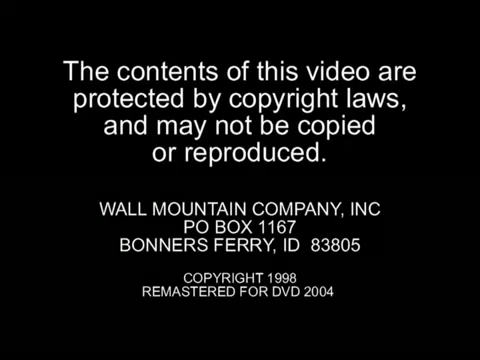 The contents of this video are
protected by copyright laws,
and may not be copied
or reproduced.
WALL MOUNTAIN COMPANY, INC
PO BOX 1167
BONNERS FERRY, ID  83805
COPYRIGHT 1998
REMASTERED FOR DVD 2004